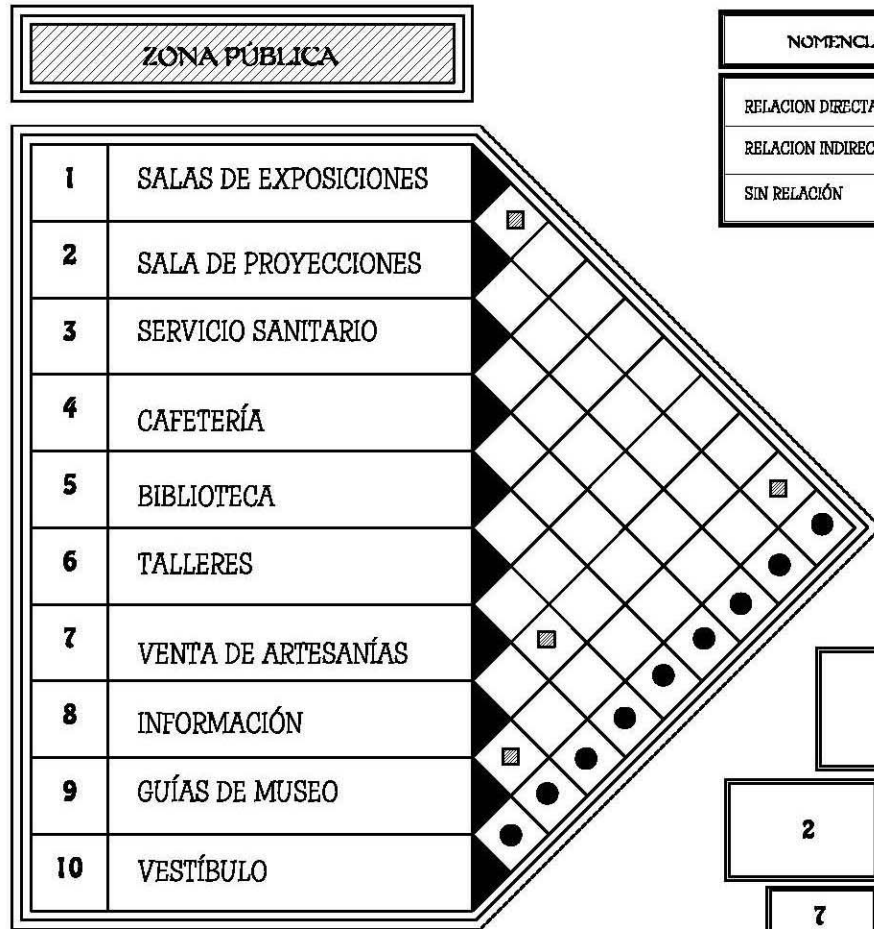 ZONA PÚBLICA
1 SALAS DE EXPOSICIONES
2 SALA DE PROYECCIONES
3 SERVICIO SANITARIO
4 CAFETERÍA
5 BIBLIOTECA
6 TALLERES
7 VENTA DE ARTESANÍAS
8 INFORMACIÓN
9 GUÍAS DE MUSEO
10 VESTÍBULO
NOMENCLA
RELACION DIRECTA
RELACION INDIREC
SIN RELACIÓN
2
7